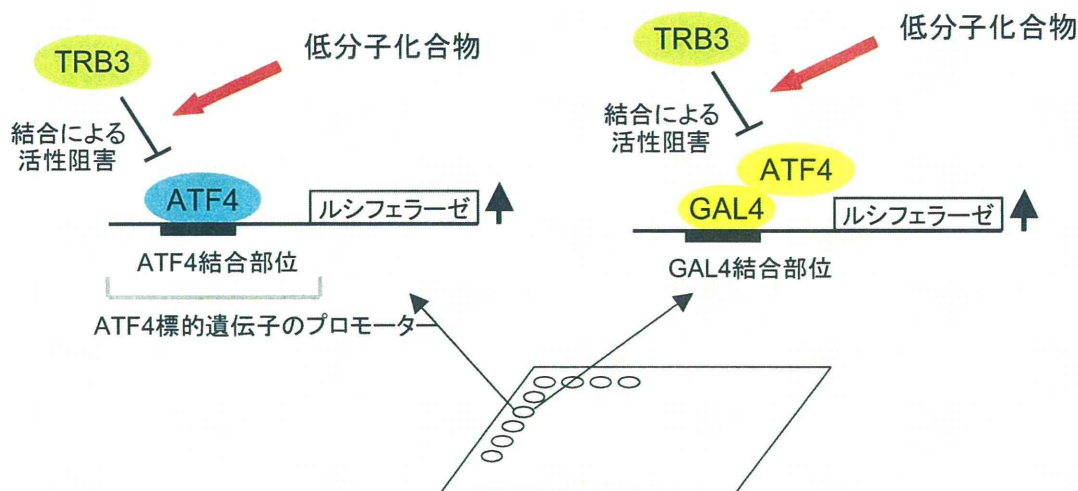 TRB3
低分子化合物
結合による
活性阻害
ATF4
ルシフェラーゼ
ATF4結合部位
ATF4標的遺伝子のプロモーター
TRB3
低分子化合物
結合による
活性阻害
ATF4
GAL4
ルシフェラーゼ
GAL4結合部位